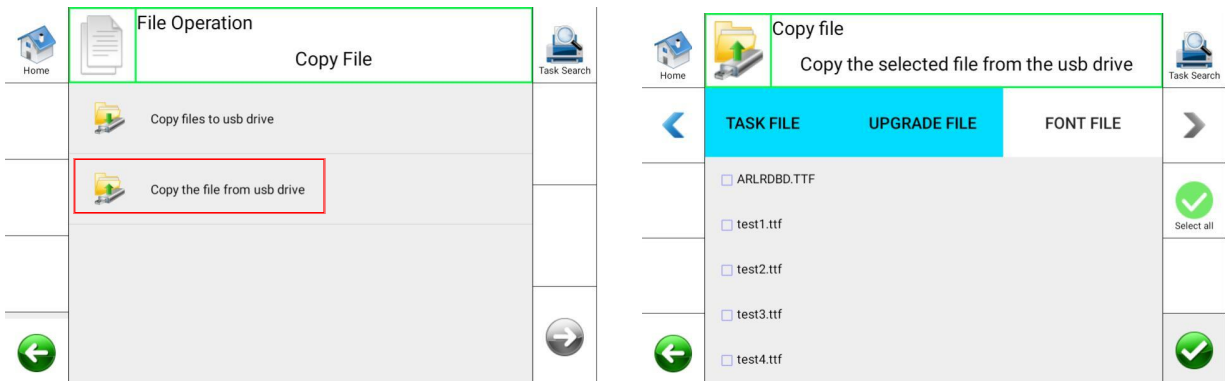 File Operation
Copy File
Home
Task Search
Copy files to usb drive
Copy the file from usb drive
Copy file
Copy the selected file from the usb drive
Home
Task Search
TASK FILE UPGRADE FILE FONT FILE
ARLRDBD.TTF
test1.ttf
Select all
test2.ttf
test3.ttf
test4.ttf